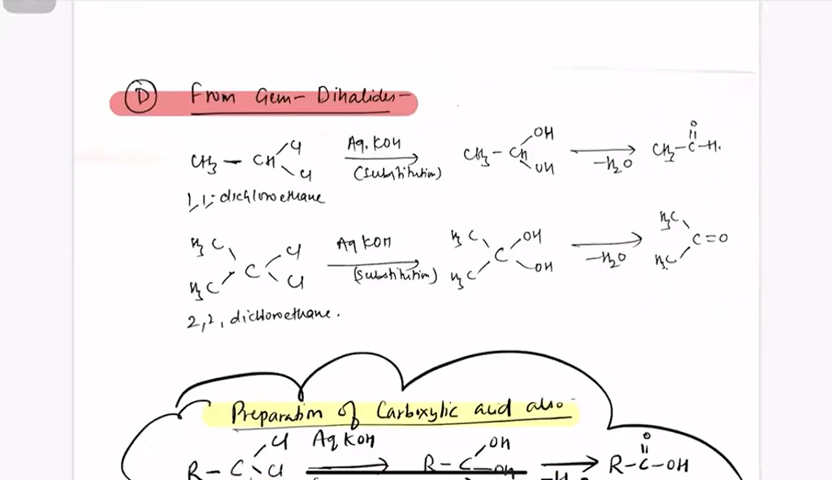 D From Gem-Dihalides-
CH3 - CH Cl Cl Aq. KOH (Substitution) CH3 - CH OH OH -H2O CH3-C-H. O
1,1,-dichloroethane
H3C H3C C Cl Cl Aq KOH (Substitution) H3C H3C C OH OH -H2O H3C H3C C=O
2,2, dichloroethane.
Preparation of Carboxylic acid also-
R - C Cl Cl Aq KOH R - C OH OH R-C-OH O